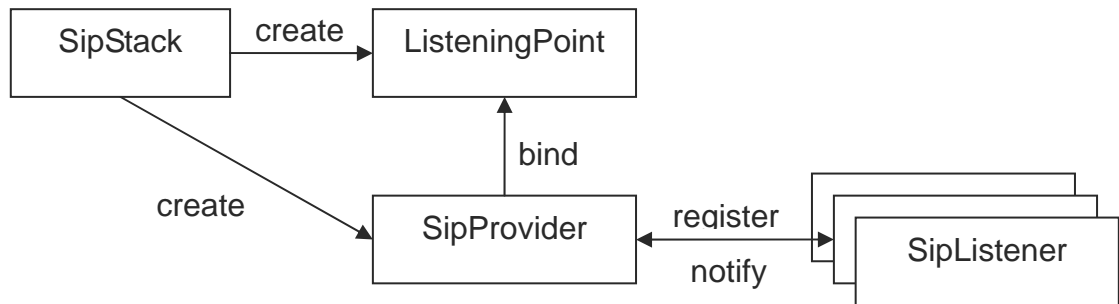 SipStack
create
ListeningPoint
bind
create
SipProvider
register
notify
SipListener